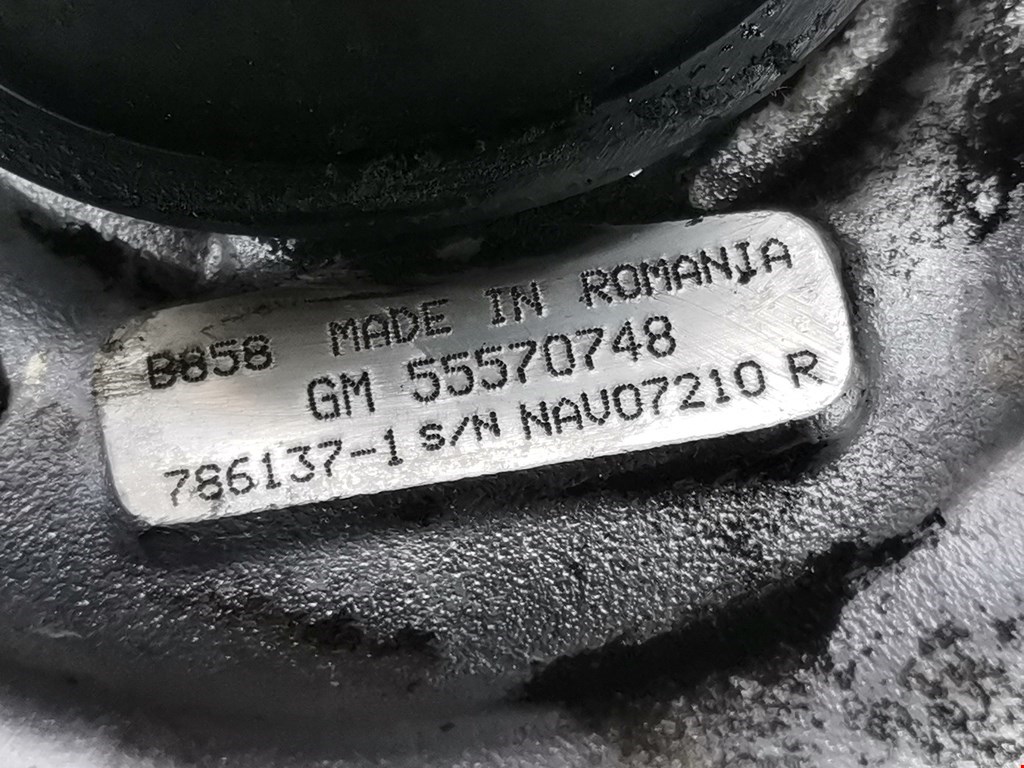 B858 MADE IN ROMANIA
GM 55570748
786137-1 S/N NAV07210 R